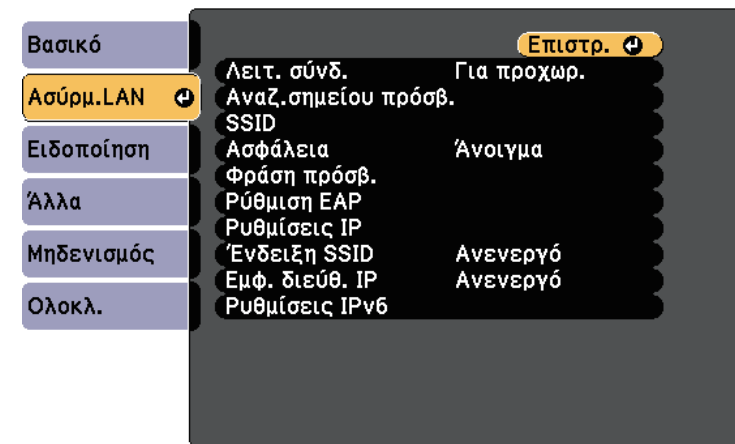 Βασικό
Ασύρμ.LAN
Ειδοποίηση
Άλλα
Μηδενισμός
Ολοκλ.
Επιστρ.
Λειτ. σύνδ. Για προχωρ.
Αναζ.σημείου πρόσβ.
SSID
Ασφάλεια Άνοιγμα
Φράση πρόσβ.
Ρύθμιση EAP
Ρυθμίσεις IP
Ένδειξη SSID Ανενεργό
Εμφ. διεύθ. IP Ανενεργό
Ρυθμίσεις IPv6